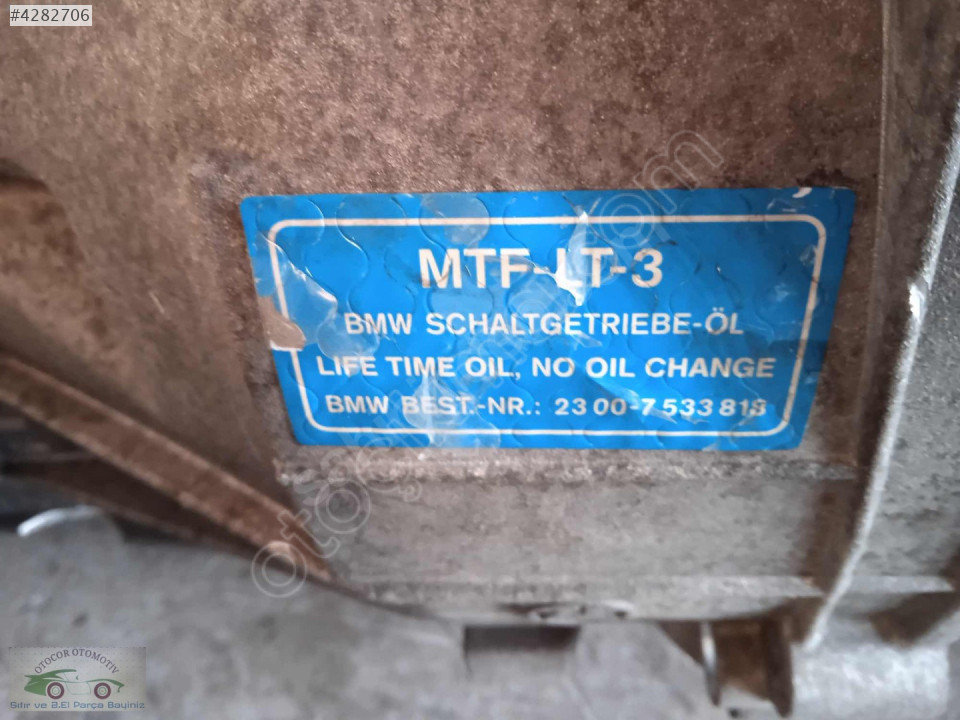 #4282706
MTF-LT-3
BMW SCHALTGETRIEBE-ÖL
LIFE TIME OIL, NO OIL CHANGE
BMW BEST.-NR.: 23 00-7 533 818
OTOCOR OTOMOTİV
Sıfır ve 2.El Parça Bayiniz